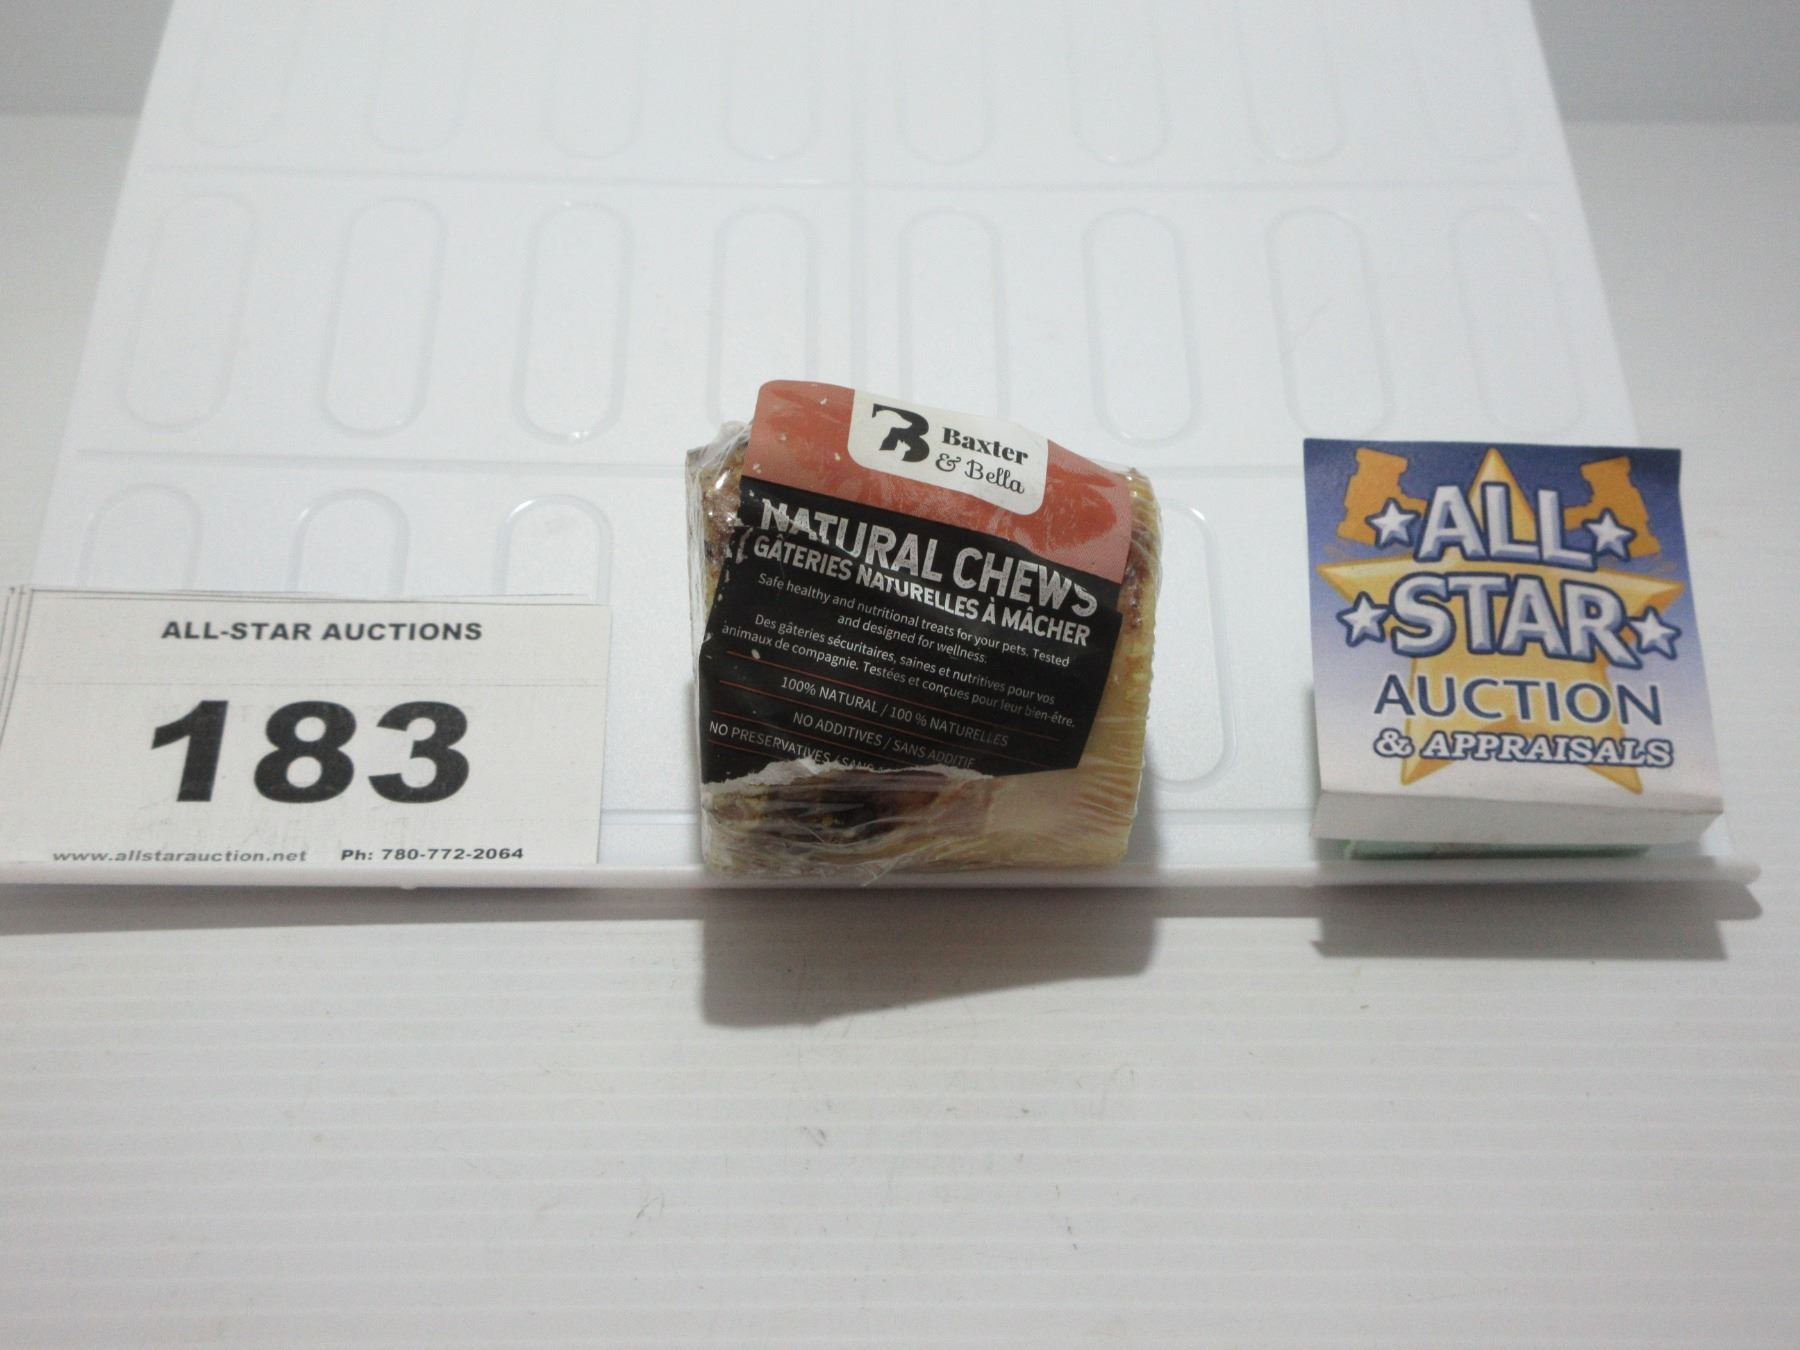 ALL-STAR AUCTIONS
183
www.allstarauction.net Ph: 780-772-2064
B Baxter
& Bella
NATURAL CHEWS
GÂTERIES NATURELLES À MÂCHER
Safe healthy and nutritional treats for your pets. Tested
and designed for wellness.
Des gâteries sécuritaires, saines et nutritives pour vos
animaux de compagnie. Testées et conçues pour leur bien-être.
100% NATURAL / 100 % NATURELLES
NO ADDITIVES / SANS ADDITIF
NO PRESERVATIVES / SANS
ALL
STAR
AUCTION
& APPRAISALS